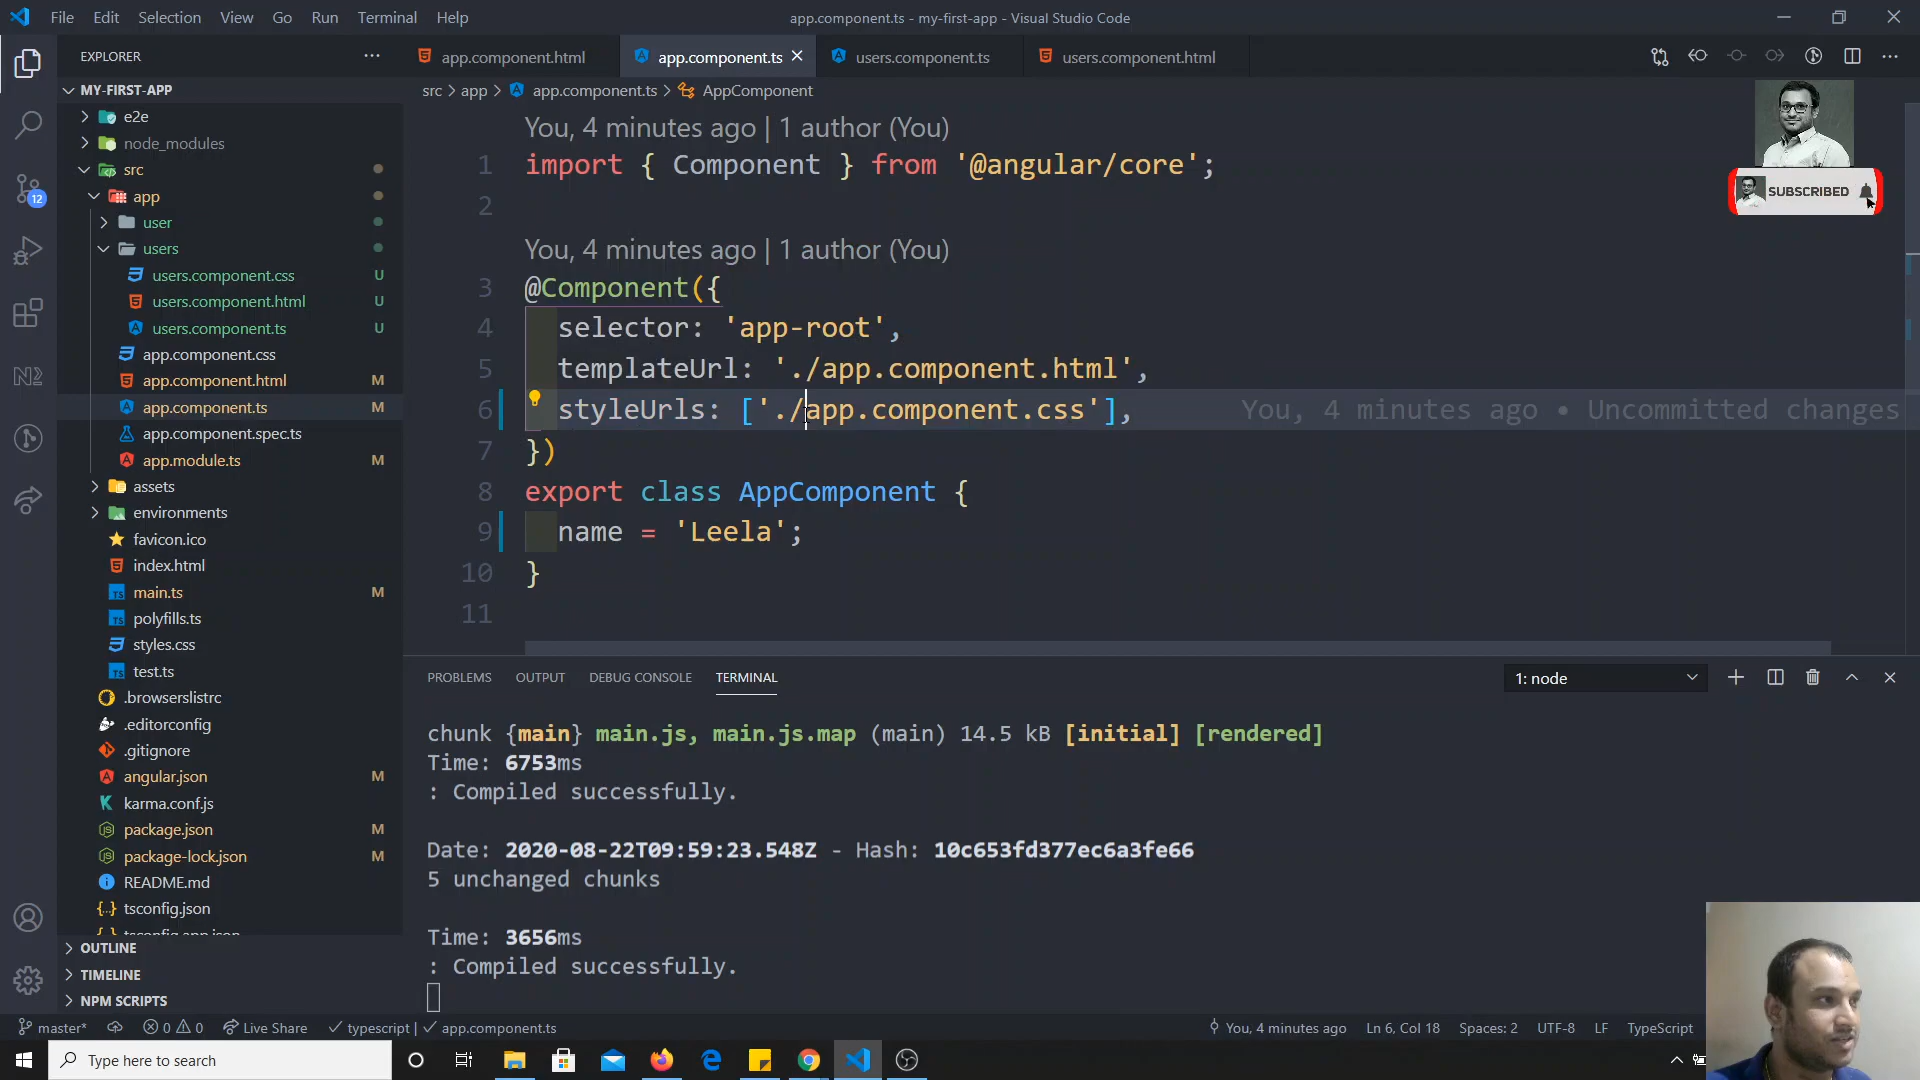 File Edit Selection View Go Run Terminal Help
app.component.ts - my-first-app - Visual Studio Code
EXPLORER
app.component.html app.component.ts users.component.ts users.component.html
MY-FIRST-APP
src > app > app.component.ts > AppComponent
e2e
node_modules
src
app
user
users
users.component.css U
users.component.html U
users.component.ts U
app.component.css
app.component.html M
app.component.ts M
app.component.spec.ts
app.module.ts M
assets
environments
favicon.ico
index.html
main.ts M
polyfills.ts
styles.css
test.ts
.browserslistrc
.editorconfig
.gitignore
angular.json M
karma.conf.js
package.json M
package-lock.json M
README.md
tsconfig.json
tsconfig.app.json
OUTLINE
TIMELINE
NPM SCRIPTS
12
You, 4 minutes ago | 1 author (You)
1 import { Component } from '@angular/core';
2
You, 4 minutes ago | 1 author (You)
3 @Component({
4 selector: 'app-root',
5 templateUrl: './app.component.html',
6 styleUrls: ['./app.component.css'], You, 4 minutes ago • Uncommitted changes
7 })
8 export class AppComponent {
9 name = 'Leela';
10 }
11
SUBSCRIBED
PROBLEMS OUTPUT DEBUG CONSOLE TERMINAL
1: node
chunk {main} main.js, main.js.map (main) 14.5 kB [initial] [rendered]
Time: 6753ms
: Compiled successfully.
Date: 2020-08-22T09:59:23.548Z - Hash: 10c653fd377ec6a3fe66
5 unchanged chunks
Time: 3656ms
: Compiled successfully.
master* 0 0 Live Share typescript | app.component.ts
You, 4 minutes ago Ln 6, Col 18 Spaces: 2 UTF-8 LF TypeScript
Type here to search